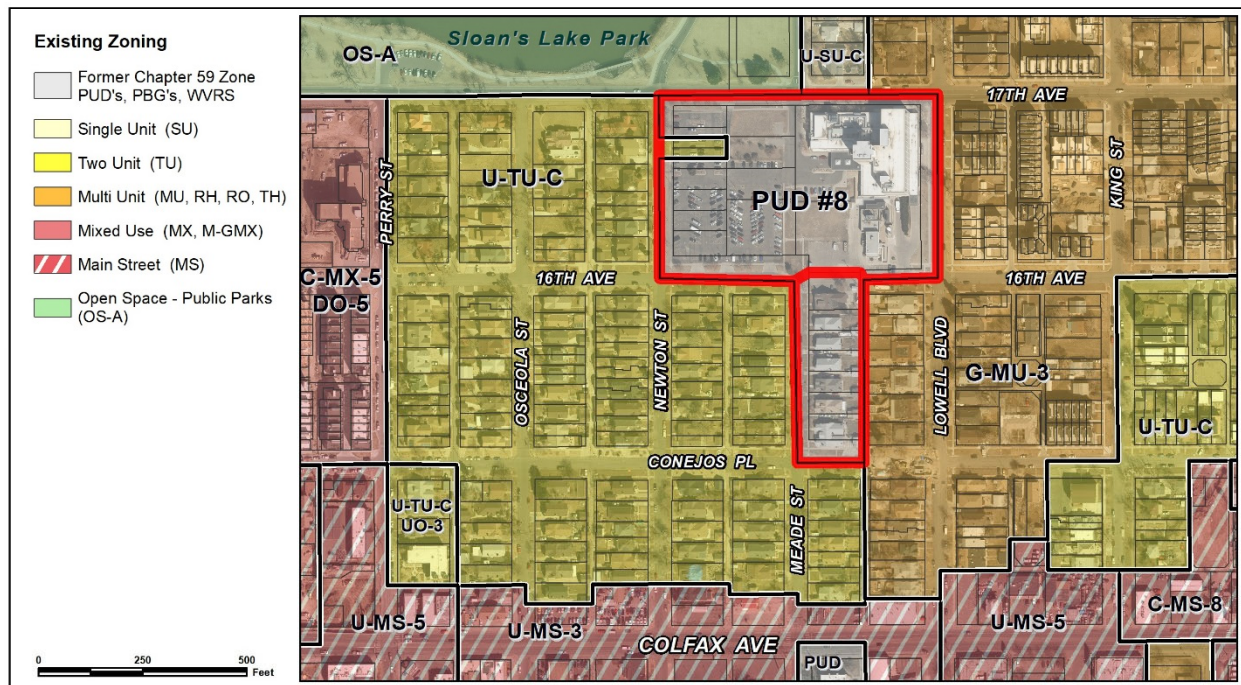 Existing Zoning
Former Chapter 59 Zone
PUD's, PBG's, WVRS
Single Unit (SU)
Two Unit (TU)
Multi Unit (MU, RH, RO, TH)
Mixed Use (MX, M-GMX)
Main Street (MS)
Open Space - Public Parks
(OS-A)
0 250 500
Feet
Sloan's Lake Park
OS-A
U-SU-C
17TH AVE
PERRY ST
U-TU-C
PUD #8
KING ST
C-MX-5
DO-5
16TH AVE
16TH AVE
OSCEOLA ST
NEWTON ST
LOWELL BLVD
G-MU-3
U-TU-C
CONEJOS PL
U-TU-C
UO-3
MEADE ST
U-MS-5
U-MS-3
COLFAX AVE
PUD
U-MS-5
C-MS-8